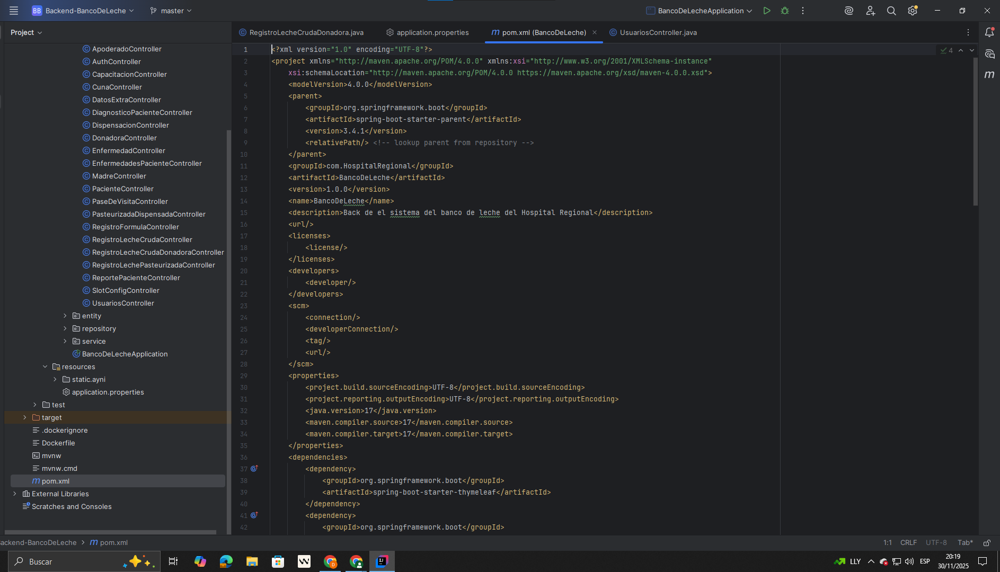 BB Backend-BancoDeLeche master BancoDeLecheApplication
Project
RegistroLecheCrudaDonadora.java application.properties m pom.xml (BancoDeLeche) UsuariosController.java
ApoderadoController
AuthController
CapacitacionController
CunaController
DatosExtraController
DiagnosticoPacienteController
DispensacionController
DonadoraController
EnfermedadController
EnfermedadesPacienteController
MadreController
PacienteController
PaseDeVisitaController
PasteurizadaDispensadaController
RegistroFormulaController
RegistroLecheCrudaController
RegistroLecheCrudaDonadoraController
RegistroLechePasteurizadaController
ReportePacienteController
SlotConfigController
UsuariosController
entity
repository
service
BancoDeLecheApplication
resources
static.ayni
application.properties
test
target
.dockerignore
Dockerfile
mvnw
mvnw.cmd
m pom.xml
External Libraries
Scratches and Consoles
4
m
1 <?xml version="1.0" encoding="UTF-8"?>
2 <project xmlns="http://maven.apache.org/POM/4.0.0" xmlns:xsi="http://www.w3.org/2001/XMLSchema-instance"
3 xsi:schemaLocation="http://maven.apache.org/POM/4.0.0 https://maven.apache.org/xsd/maven-4.0.0.xsd">
4 <modelVersion>4.0.0</modelVersion>
5 <parent>
6 <groupId>org.springframework.boot</groupId>
7 <artifactId>spring-boot-starter-parent</artifactId>
8 <version>3.4.1</version>
9 <relativePath/> <!-- lookup parent from repository -->
10 </parent>
11 <groupId>com.HospitalRegional</groupId>
12 <artifactId>BancoDeLeche</artifactId>
13 <version>1.0.0</version>
14 <name>BancoDeLeche</name>
15 <description>Back de el sistema del banco de leche del Hospital Regional</description>
16 <url/>
17 <licenses>
18 <license/>
19 </licenses>
20 <developers>
21 <developer/>
22 </developers>
23 <scm>
24 <connection/>
25 <developerConnection/>
26 <tag/>
27 <url/>
28 </scm>
29 <properties>
30 <project.build.sourceEncoding>UTF-8</project.build.sourceEncoding>
31 <project.reporting.outputEncoding>UTF-8</project.reporting.outputEncoding>
32 <java.version>17</java.version>
33 <maven.compiler.source>17</maven.compiler.source>
34 <maven.compiler.target>17</maven.compiler.target>
35 </properties>
36 <dependencies>
37 <dependency>
38 <groupId>org.springframework.boot</groupId>
39 <artifactId>spring-boot-starter-thymeleaf</artifactId>
40 </dependency>
41 <dependency>
42 <groupId>org.springframework.boot</groupId>
ackend-BancoDeLeche > m pom.xml 1:1 CRLF UTF-8 Tab*
Buscar
LLY ESP
20:19
30/11/2025